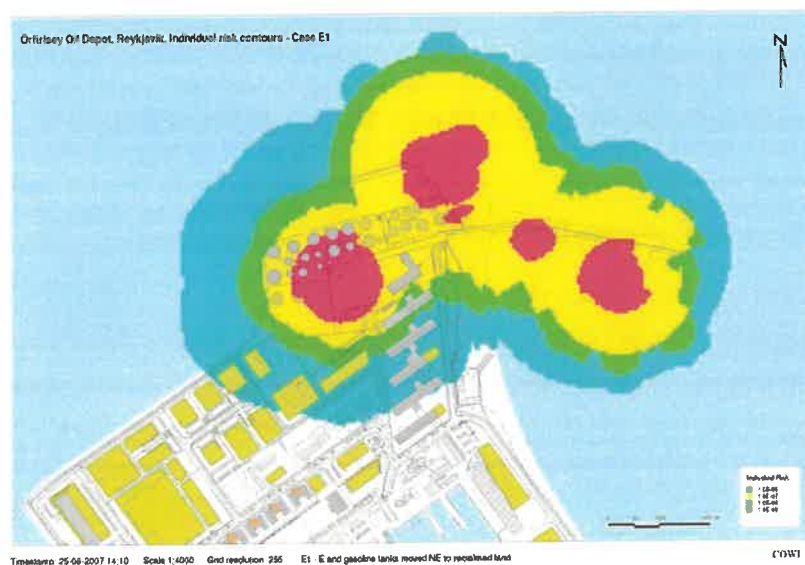 Örfirisey Oil Depot, Reykjavik. Individual risk contours - Case E1
N
Individual Risk
Timestamp 25-06-2007 14:10 Scale 1:4000 Grid resolution 255 E1 - E and gasoline tanks moved NE to reclaimed land
COWI